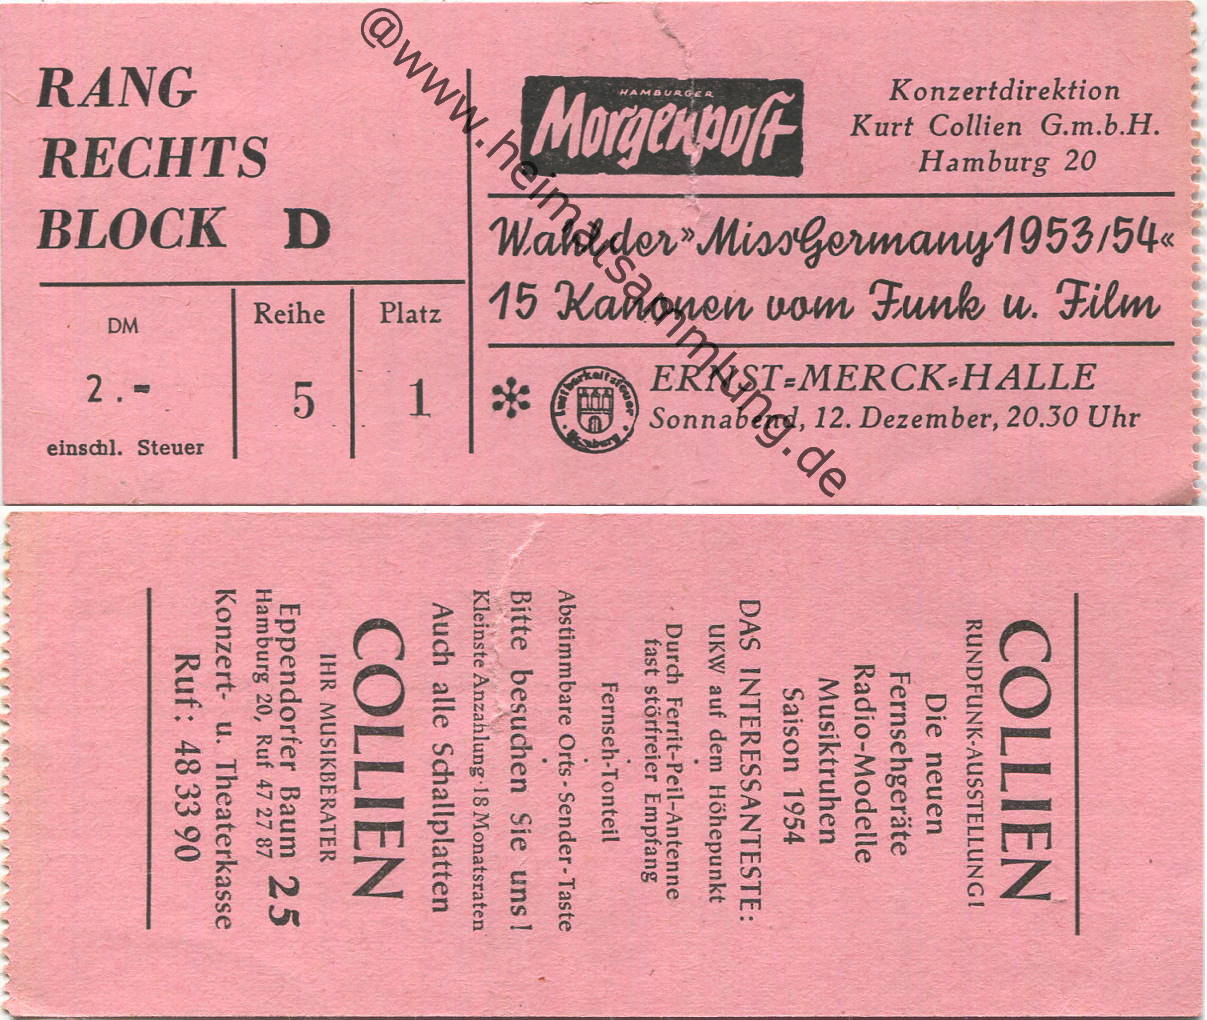 RANG
RECHTS
BLOCK D
DM
2.-
einschl. Steuer
Reihe
5
Platz
1
HAMBURGER
Morgenpost
Konzertdirektion
Kurt Collien G.m.b.H.
Hamburg 20
Wahl der »Miss Germany 1953/54«
15 Kanonen vom Funk u. Film
Lustbarkeitssteuer
Hamburg
ERNST=MERCK=HALLE
Sonnabend, 12. Dezember, 20.30 Uhr
@www.heimatsammlung.de
COLLIEN
RUNDFUNK-AUSSTELLUNG!
Die neuen
Fernsehgeräte
Radio-Modelle
Musiktruhen
Saison 1954
DAS INTERESSANTESTE:
UKW auf dem Höhepunkt
Durch Ferrit-Peil-Antenne
fast störfreier Empfang
Fernseh-Tonteil
Abstimmbare Orts-Sender-Taste
Bitte besuchen Sie uns!
Kleinste Anzahlung · 18 Monatsraten
Auch alle Schallplatten
COLLIEN
IHR MUSIKBERATER
Eppendorfer Baum 25
Hamburg 20, Ruf 47 27 87
Konzert- u. Theaterkasse
Ruf: 48 33 90